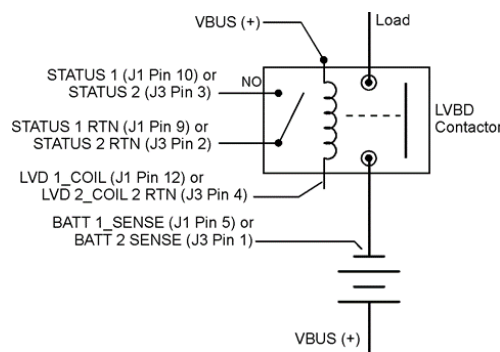 VBUS (+)
Load
STATUS 1 (J1 Pin 10) or
STATUS 2 (J3 Pin 3)
NO
STATUS 1 RTN (J1 Pin 9) or
STATUS 2 RTN (J3 Pin 2)
LVBD
Contactor
LVD 1_COIL (J1 Pin 12) or
LVD 2_COIL 2 RTN (J3 Pin 4)
BATT 1_SENSE (J1 Pin 5) or
BATT 2 SENSE (J3 Pin 1)
VBUS (+)